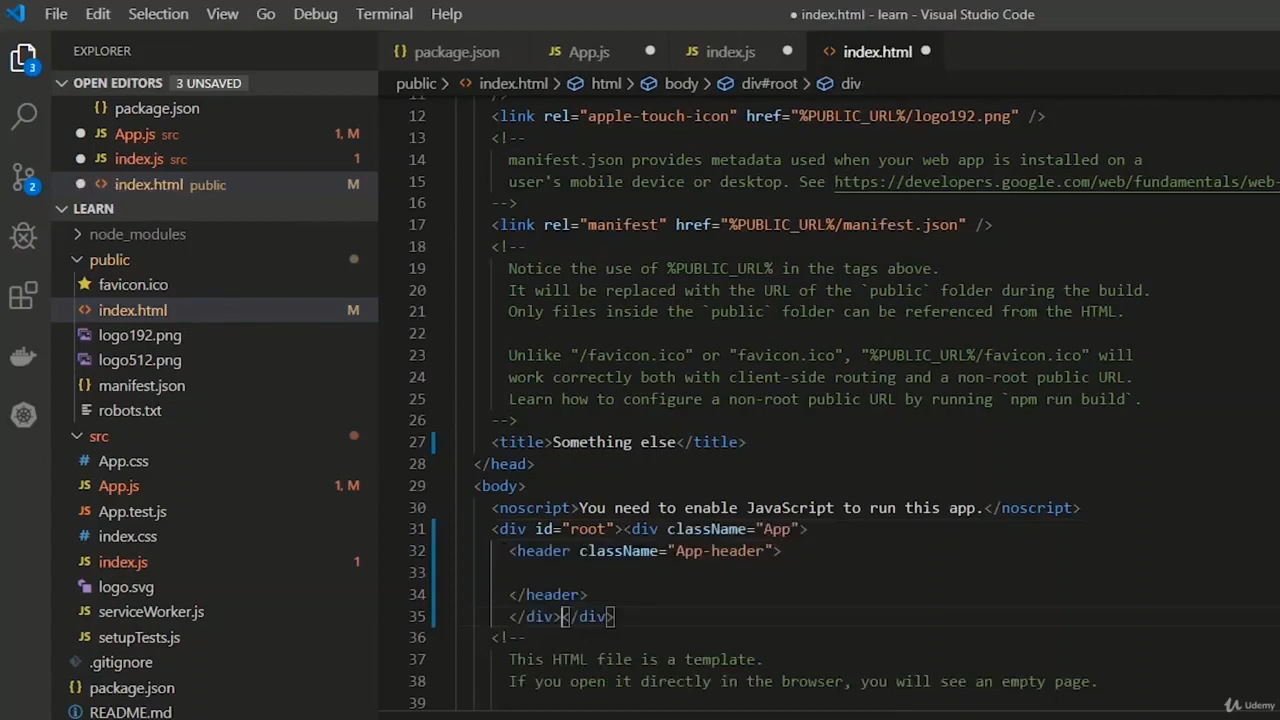 File Edit Selection View Go Debug Terminal Help
● index.html - learn - Visual Studio Code
EXPLORER
OPEN EDITORS 3 UNSAVED
{} package.json
JS App.js src 1, M
JS index.js src 1
<> index.html public M
LEARN
node_modules
public
favicon.ico
<> index.html M
logo192.png
logo512.png
{} manifest.json
robots.txt
src
# App.css
JS App.js 1, M
JS App.test.js
# index.css
JS index.js 1
logo.svg
JS serviceWorker.js
JS setupTests.js
.gitignore
{} package.json
README.md
3
2
{} package.json JS App.js ● JS index.js ● <> index.html ●
public > <> index.html > html > body > div#root > div
11 />
12 <link rel="apple-touch-icon" href="%PUBLIC_URL%/logo192.png" />
13 <!--
14 manifest.json provides metadata used when your web app is installed on a
15 user's mobile device or desktop. See https://developers.google.com/web/fundamentals/web-
16 -->
17 <link rel="manifest" href="%PUBLIC_URL%/manifest.json" />
18 <!--
19 Notice the use of %PUBLIC_URL% in the tags above.
20 It will be replaced with the URL of the `public` folder during the build.
21 Only files inside the `public` folder can be referenced from the HTML.
22
23 Unlike "/favicon.ico" or "favicon.ico", "%PUBLIC_URL%/favicon.ico" will
24 work correctly both with client-side routing and a non-root public URL.
25 Learn how to configure a non-root public URL by running `npm run build`.
26 -->
27 <title>Something else</title>
28 </head>
29 <body>
30 <noscript>You need to enable JavaScript to run this app.</noscript>
31 <div id="root"><div className="App">
32 <header className="App-header">
33
34 </header>
35 </div></div>
36 <!--
37 This HTML file is a template.
38 If you open it directly in the browser, you will see an empty page.
39
Udemy